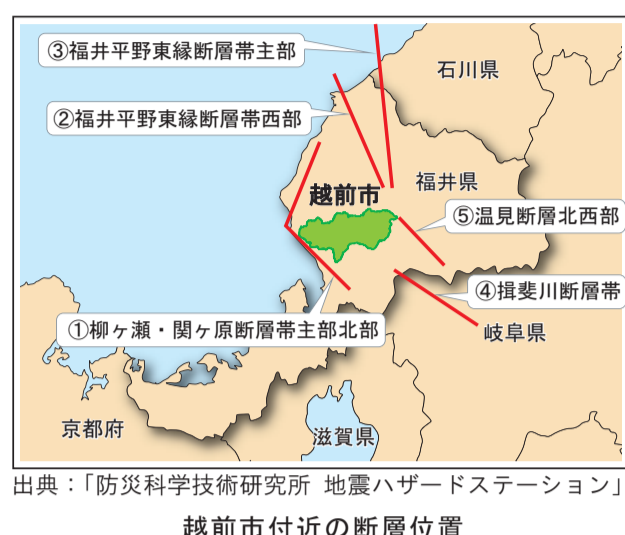 ③福井平野東縁断層帯主部
石川県
②福井平野東縁断層帯西部
福井県
越前市
⑤温見断層北西部
④揖斐川断層帯
①柳ヶ瀬・関ヶ原断層帯主部北部
岐阜県
京都府
滋賀県
出典：「防災科学技術研究所 地震ハザードステーション」
越前市付近の断層位置